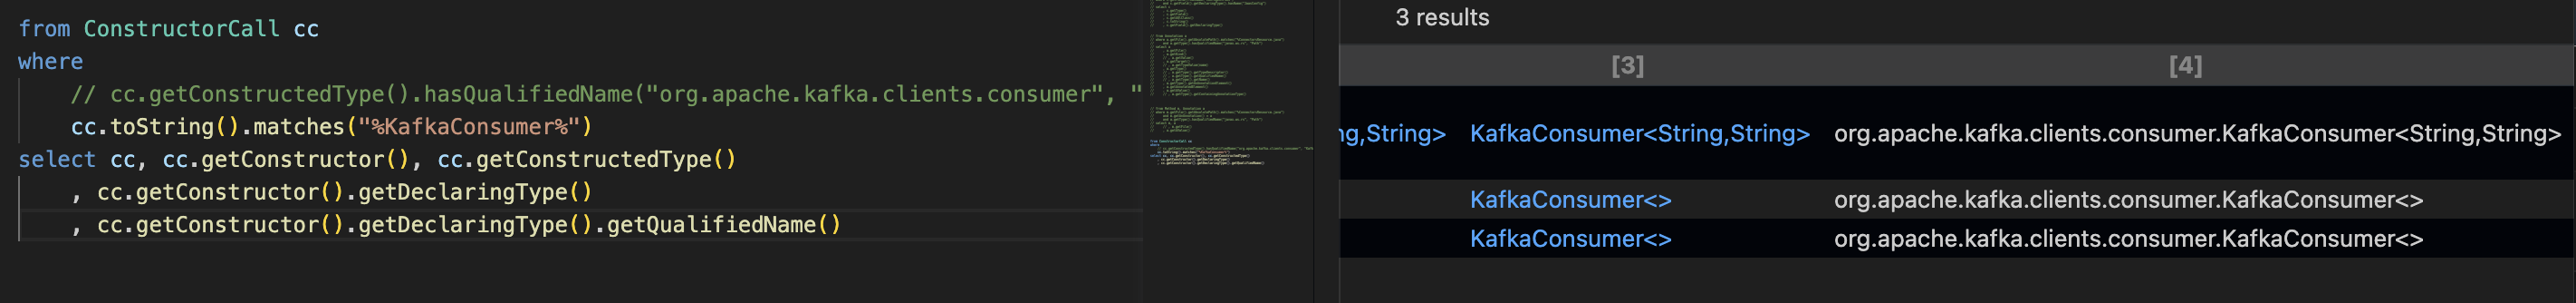 from ConstructorCall cc
where
// cc.getConstructedType().hasQualifiedName("org.apache.kafka.clients.consumer", "
cc.toString().matches("%KafkaConsumer%")
select cc, cc.getConstructor(), cc.getConstructedType()
, cc.getConstructor().getDeclaringType()
, cc.getConstructor().getDeclaringType().getQualifiedName()
3 results
[3] [4]
ng,String> KafkaConsumer<String,String> org.apache.kafka.clients.consumer.KafkaConsumer<String,String>
KafkaConsumer<> org.apache.kafka.clients.consumer.KafkaConsumer<>
KafkaConsumer<> org.apache.kafka.clients.consumer.KafkaConsumer<>